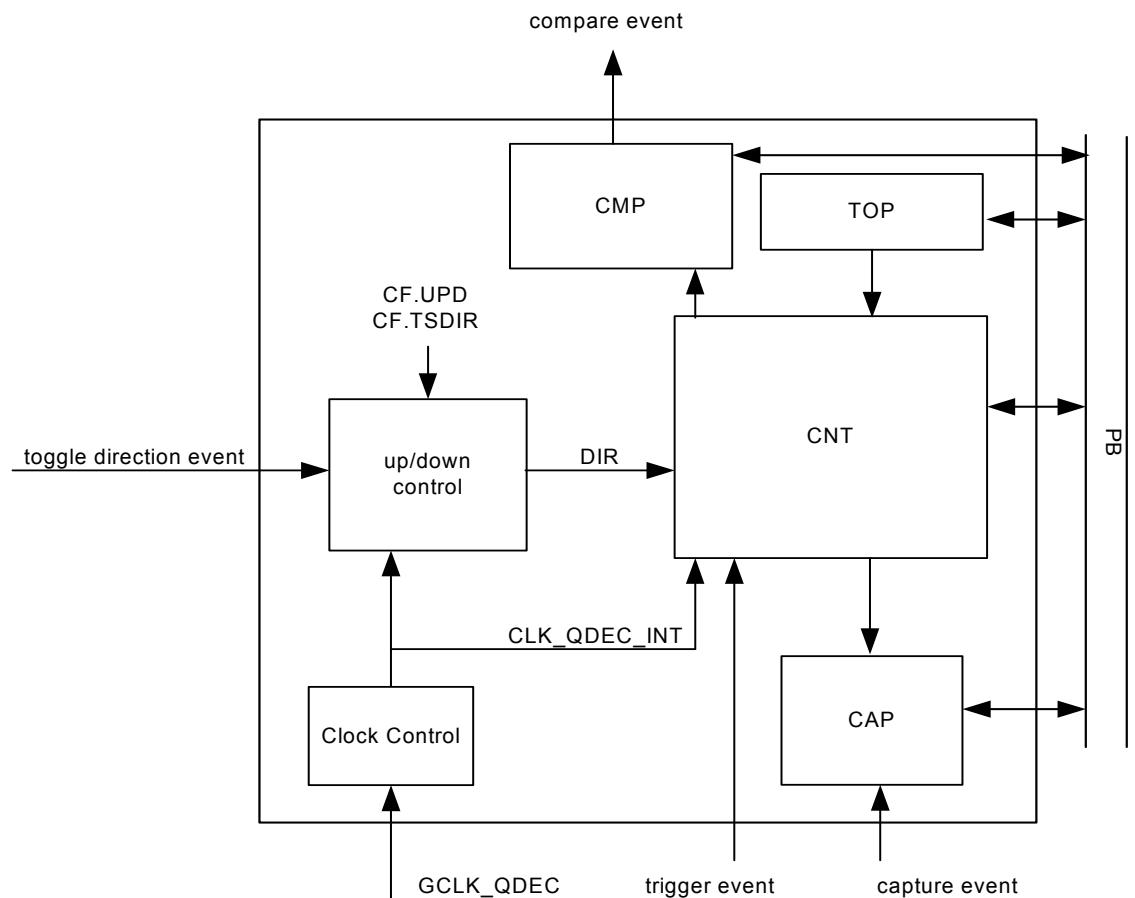 compare event
CMP
TOP
CF.UPD
CF.TSDIR
CNT
PB
toggle direction event
up/down
control
DIR
CLK_QDEC_INT
Clock Control
CAP
GCLK_QDEC
trigger event
capture event